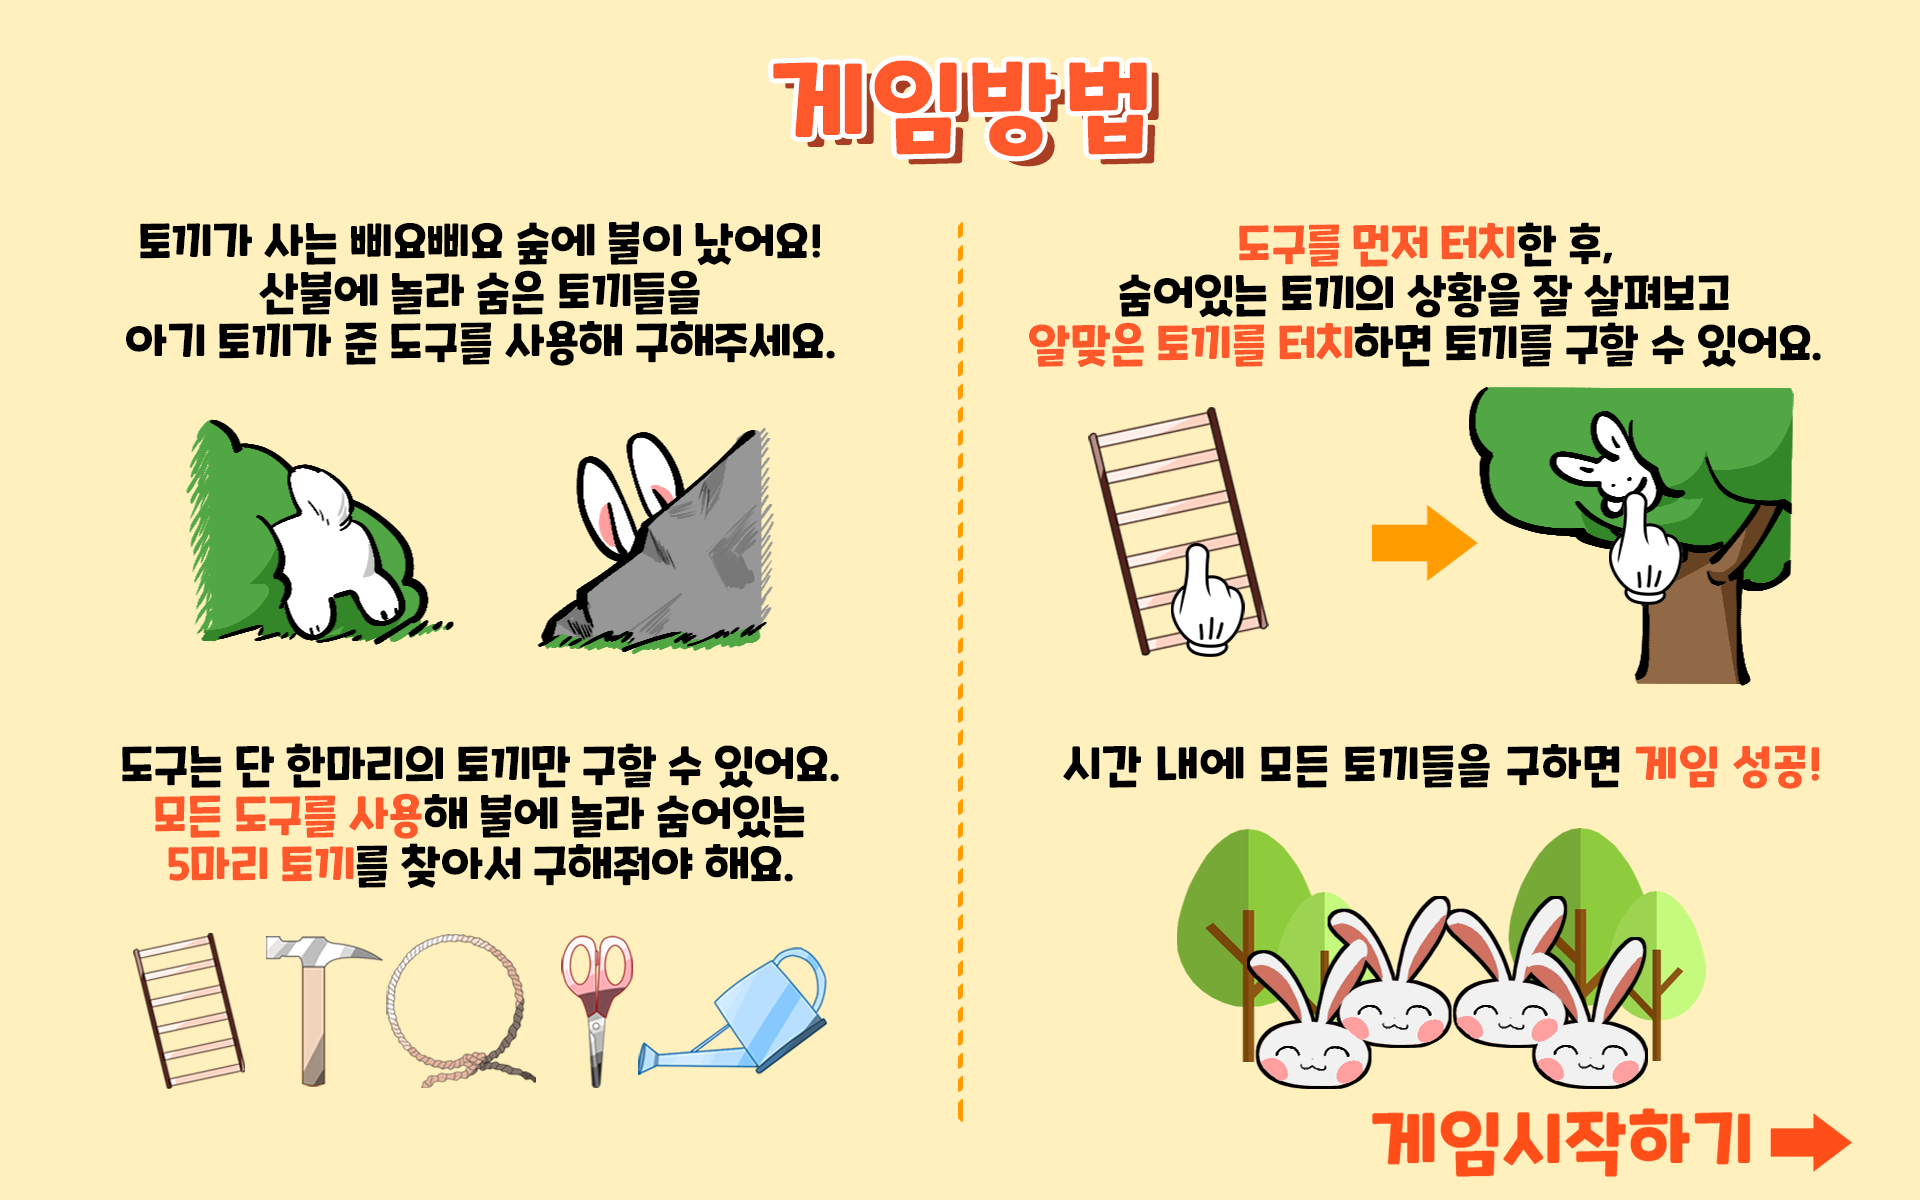 게임방법
토끼가 사는 삐요삐요 숲에 불이 났어요!
산불에 놀라 숨은 토끼들을
아기 토끼가 준 도구를 사용해 구해주세요.
도구는 단 한마리의 토끼만 구할 수 있어요.
모든 도구를 사용해 불에 놀라 숨어있는
5마리 토끼를 찾아서 구해줘야 해요.
도구를 먼저 터치한 후,
숨어있는 토끼의 상황을 잘 살펴보고
알맞은 토끼를 터치하면 토끼를 구할 수 있어요.
시간 내에 모든 토끼들을 구하면 게임 성공!
게임시작하기